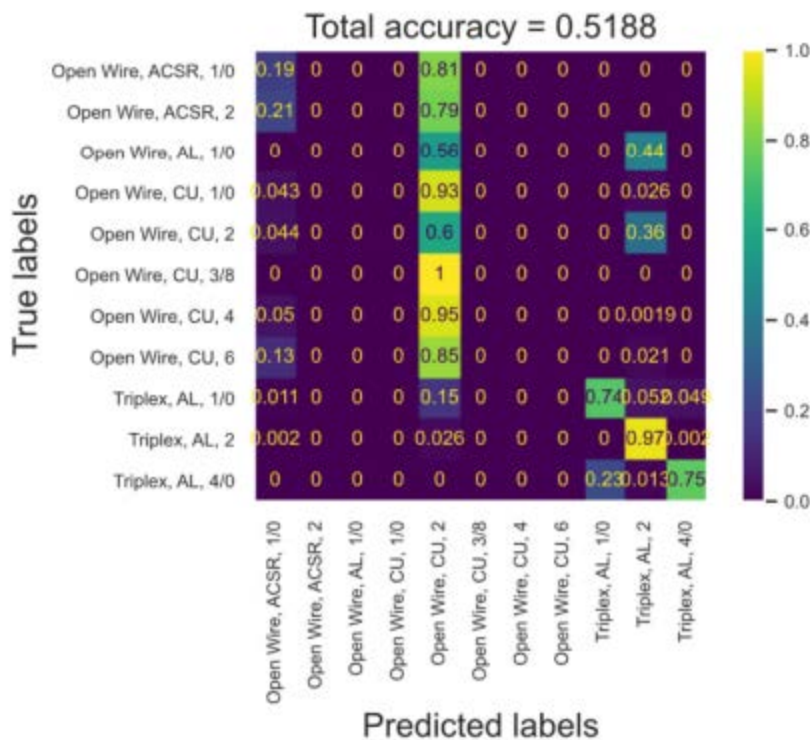 Total accuracy = 0.5188
Open Wire, ACSR, 1/0 0.19 0 0 0 0.81 0 0 0 0 0 0
Open Wire, ACSR, 2 0.21 0 0 0 0.79 0 0 0 0 0 0
Open Wire, AL, 1/0 0 0 0 0 0.56 0 0 0 0 0.44 0
Open Wire, CU, 1/0 0.043 0 0 0 0.93 0 0 0 0 0.026 0
Open Wire, CU, 2 0.044 0 0 0 0.6 0 0 0 0 0.36 0
Open Wire, CU, 3/8 0 0 0 0 1 0 0 0 0 0 0
Open Wire, CU, 4 0.05 0 0 0 0.95 0 0 0 0 0.0019 0
Open Wire, CU, 6 0.13 0 0 0 0.85 0 0 0 0 0.021 0
Triplex, AL, 1/0 0.011 0 0 0 0.15 0 0 0 0.74 0.052 0.049
Triplex, AL, 2 0.002 0 0 0 0.026 0 0 0 0 0.97 0.002
Triplex, AL, 4/0 0 0 0 0 0 0 0 0 0.23 0.013 0.75
True labels
1.0
0.8
0.6
0.4
0.2
0.0
Open Wire, ACSR, 1/0
Open Wire, ACSR, 2
Open Wire, AL, 1/0
Open Wire, CU, 1/0
Open Wire, CU, 2
Open Wire, CU, 3/8
Open Wire, CU, 4
Open Wire, CU, 6
Triplex, AL, 1/0
Triplex, AL, 2
Triplex, AL, 4/0
Predicted labels